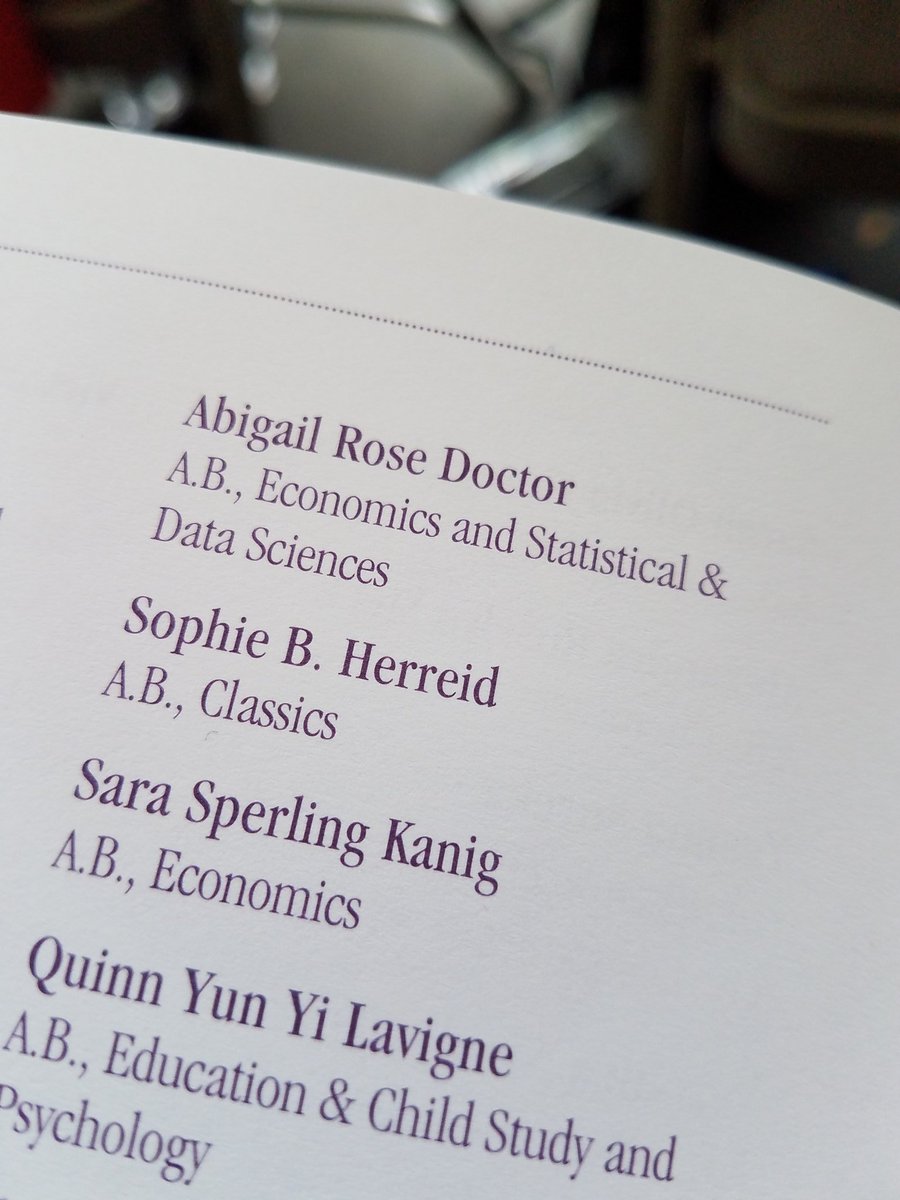 Abigail Rose Doctor
A.B., Economics and Statistical &
Data Sciences
Sophie B. Herreid
A.B., Classics
Sara Sperling Kanig
A.B., Economics
Quinn Yun Yi Lavigne
A.B., Education & Child Study and
Psychology